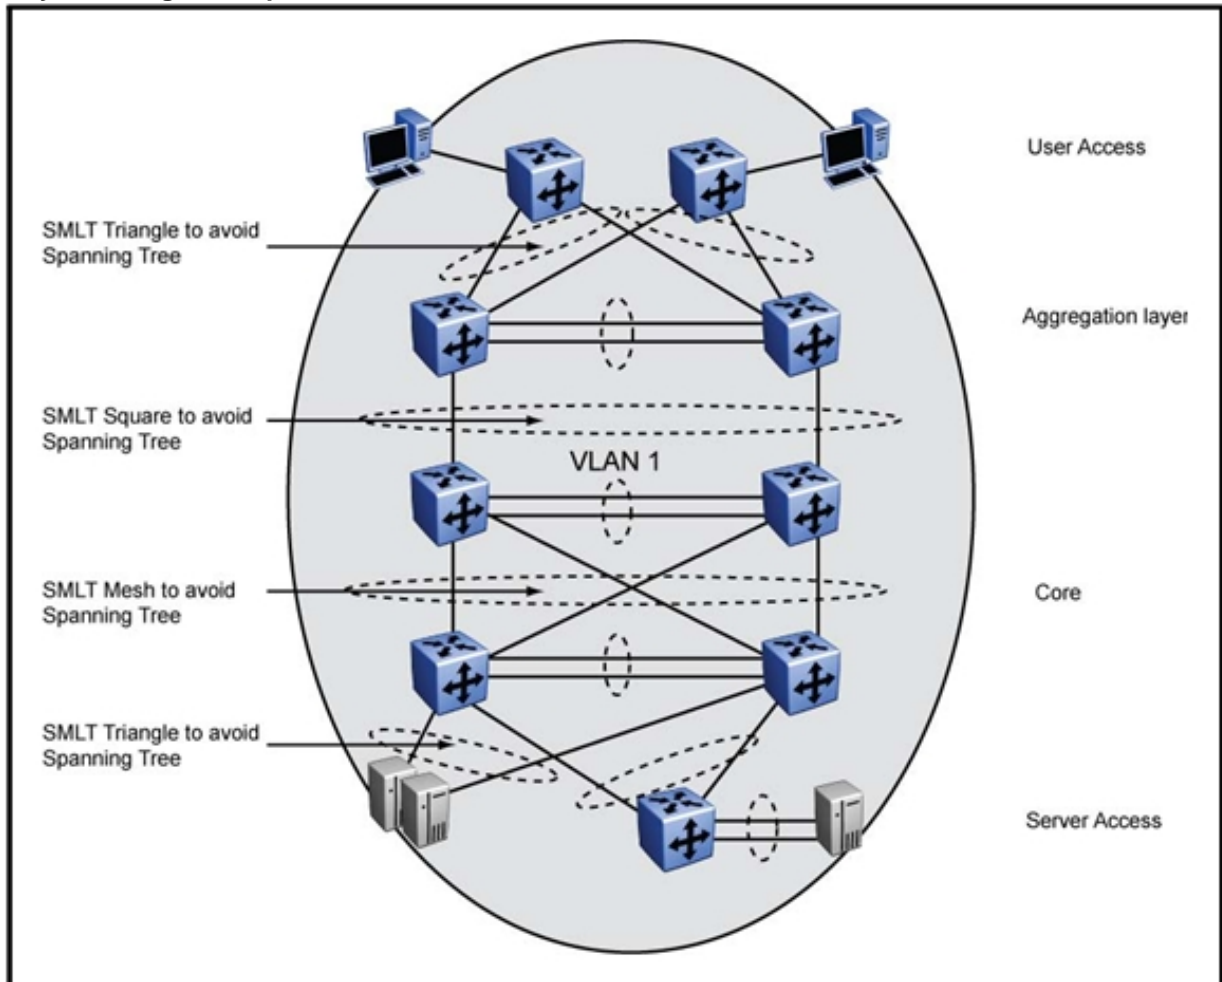 User Access
SMLT Triangle to avoid
Spanning Tree
Aggregation layer
SMLT Square to avoid
Spanning Tree
VLAN 1
SMLT Mesh to avoid
Spanning Tree
Core
SMLT Triangle to avoid
Spanning Tree
Server Access